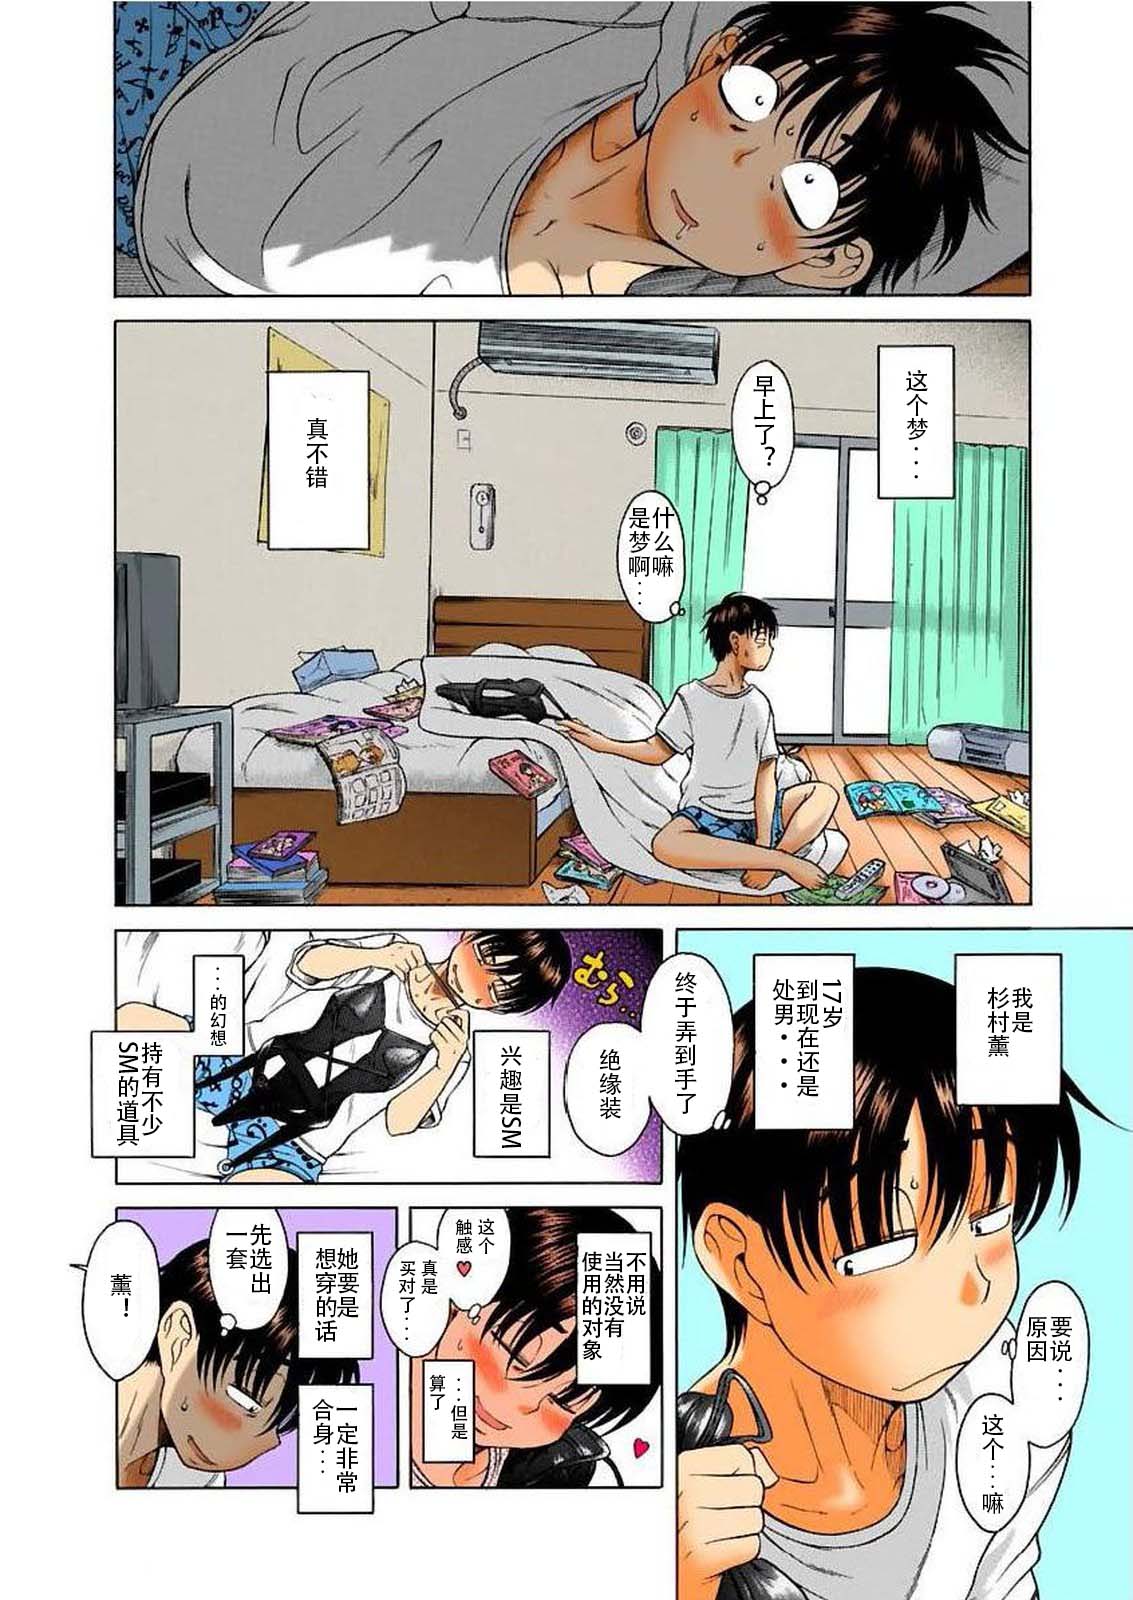 这个梦···
早上了？
什么嘛
是梦啊···
真不错
我是
杉村薰
17岁
到现在还是
处男···
要说
原因···
这个···嘛
终于弄到手了
绝缘装
むら…
兴趣是SM
···的幻想
持有不少
SM的道具
不用说
当然没有
使用的对象
这个
触感♥
真是
买对了····
···但是
算了
她要是
想穿的话
一定非常
合身···
先选出
一套
薰！